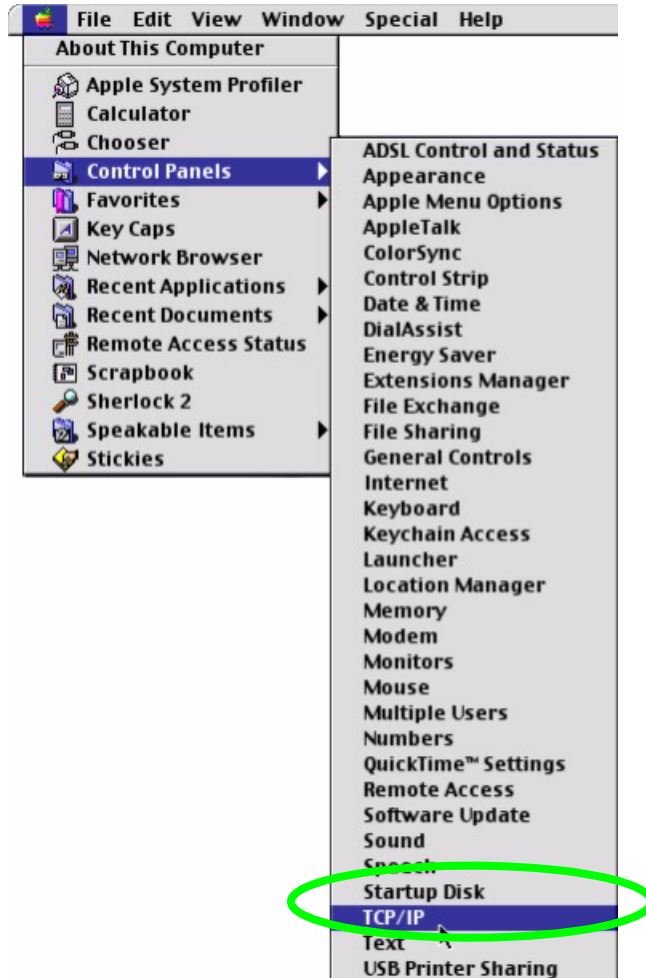 File Edit View Window Special Help
About This Computer
Apple System Profiler
Calculator
Chooser
Control Panels
Favorites
Key Caps
Network Browser
Recent Applications
Recent Documents
Remote Access Status
Scrapbook
Sherlock 2
Speakable Items
Stickies
ADSL Control and Status
Appearance
Apple Menu Options
AppleTalk
ColorSync
Control Strip
Date & Time
DialAssist
Energy Saver
Extensions Manager
File Exchange
File Sharing
General Controls
Internet
Keyboard
Keychain Access
Launcher
Location Manager
Memory
Modem
Monitors
Mouse
Multiple Users
Numbers
QuickTime™ Settings
Remote Access
Software Update
Sound
Speech
Startup Disk
TCP/IP
Text
USB Printer Sharing